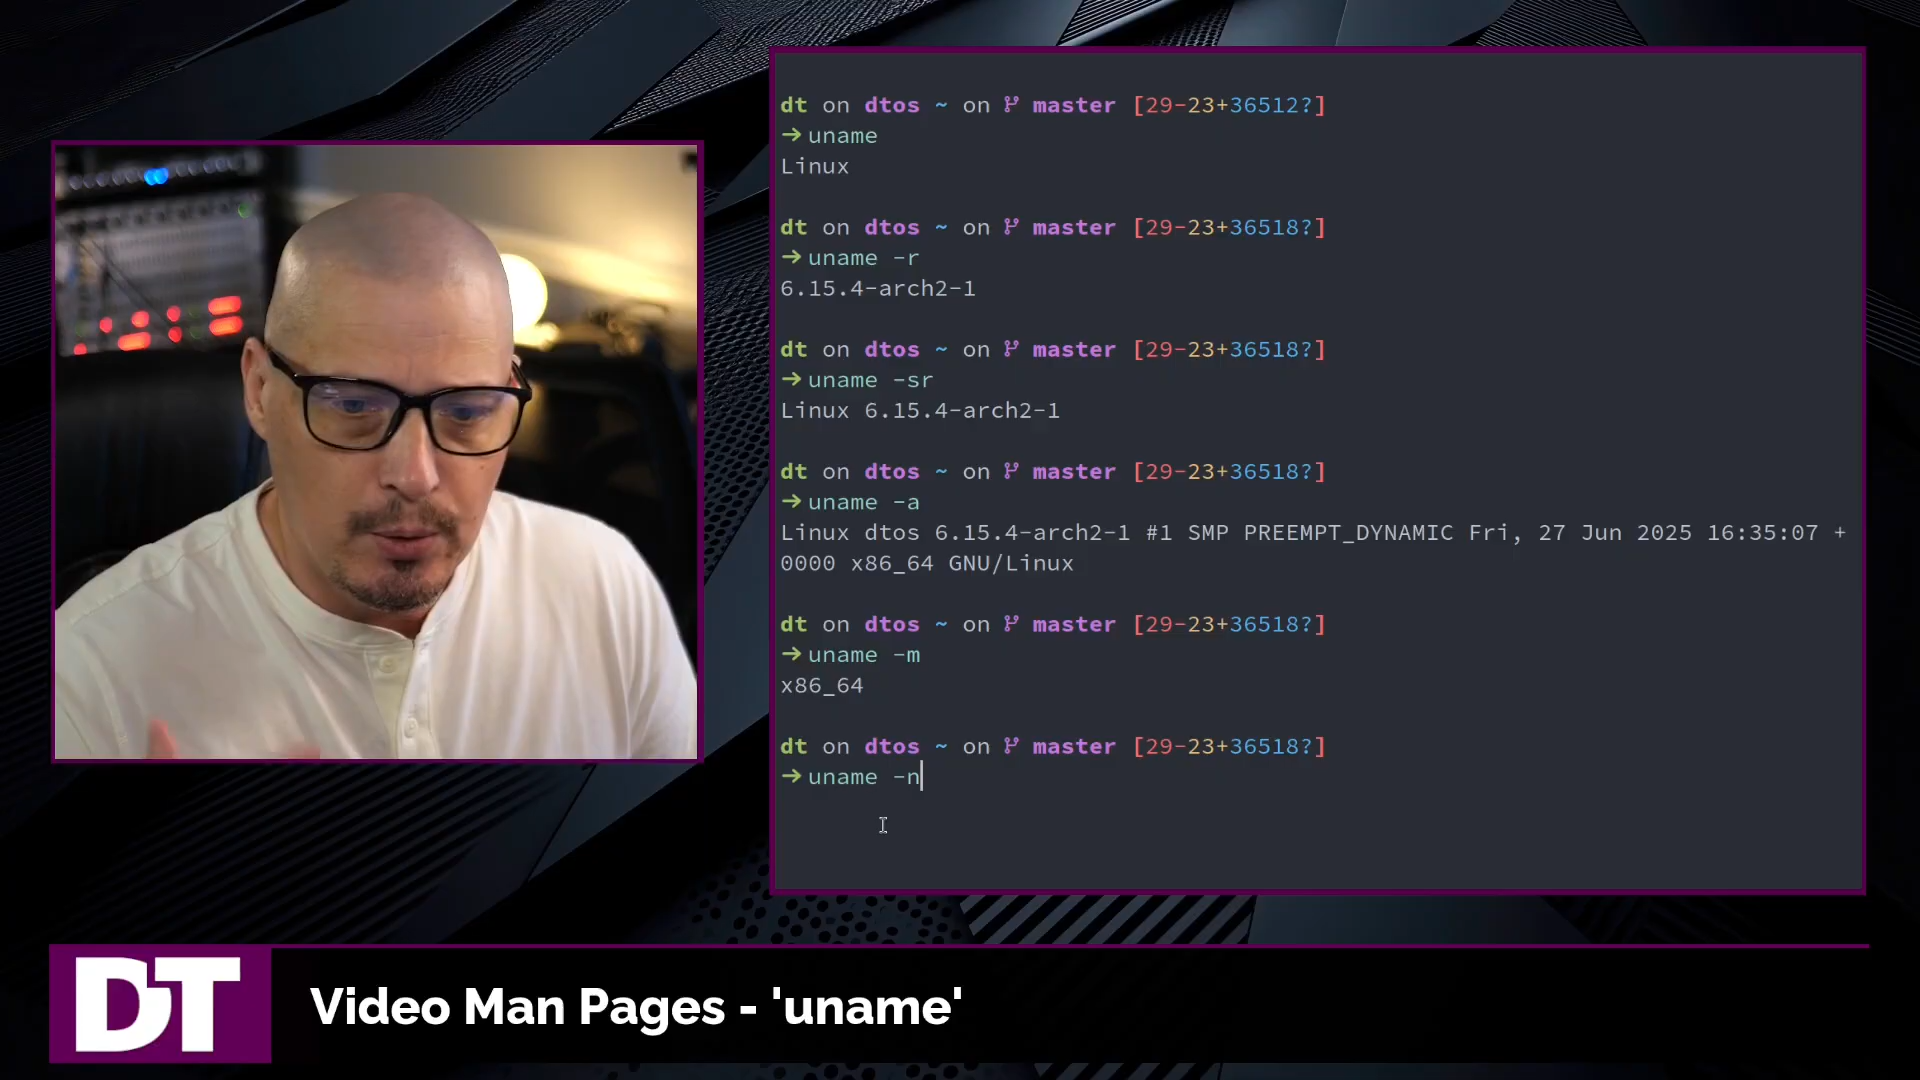 dt on dtos ~ on master [29-23+36512?]
→ uname
Linux
dt on dtos ~ on master [29-23+36518?]
→ uname -r
6.15.4-arch2-1
dt on dtos ~ on master [29-23+36518?]
→ uname -sr
Linux 6.15.4-arch2-1
dt on dtos ~ on master [29-23+36518?]
→ uname -a
Linux dtos 6.15.4-arch2-1 #1 SMP PREEMPT_DYNAMIC Fri, 27 Jun 2025 16:35:07 +
0000 x86_64 GNU/Linux
dt on dtos ~ on master [29-23+36518?]
→ uname -m
x86_64
dt on dtos ~ on master [29-23+36518?]
→ uname -n
DT
Video Man Pages - 'uname'